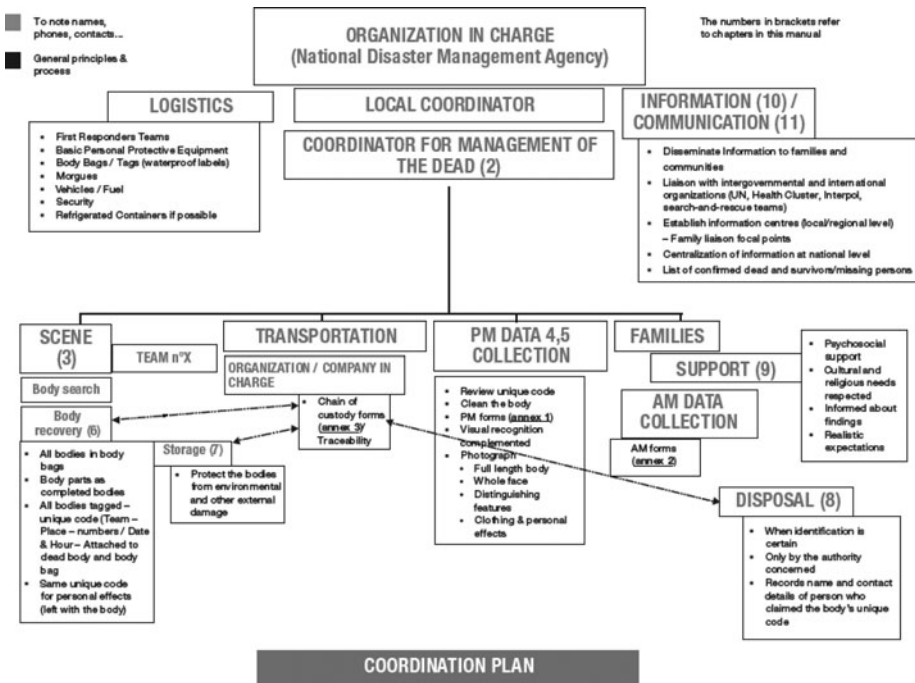 To note names,
phones, contacts...
General principles &
process
ORGANIZATION IN CHARGE
(National Disaster Management Agency)
The numbers in brackets refer
to chapters in this manual
LOGISTICS
• First Responders Teams
• Basic Personal Protective Equipment
• Body Bags / Tags (waterproof labels)
• Morgues
• Vehicles / Fuel
• Security
• Refrigerated Containers if possible
LOCAL COORDINATOR
COORDINATOR FOR MANAGEMENT OF
THE DEAD (2)
INFORMATION (10) /
COMMUNICATION (11)
• Disseminate Information to families and
communities
• Liaison with intergovernmental and international
organizations (UN, Health Cluster, Interpol,
search-and-rescue teams)
• Establish information centres (local/regional level)
– Family liaison focal points
• Centralization of information at national level
• List of confirmed dead and survivors/missing persons
SCENE
(3)
TEAM n°X
Body search
Body
recovery (6)
• All bodies in body
bags
• Body parts as
completed bodies
• All bodies tagged –
unique code (Team –
Place – numbers / Date
& Hour – Attached to
dead body and body
bag
• Same unique code
for personal effects
(left with the body)
TRANSPORTATION
ORGANIZATION / COMPANY IN
CHARGE
• Chain of
custody forms
(annex 3)/
Traceability
Storage (7)
• Protect the bodies
from environmental
and other external
damage
PM DATA 4,5
COLLECTION
• Review unique code
• Clean the body
• PM forms (annex 1)
• Visual recognition
complemented
• Photograph
• Full length body
• Whole face
• Distinguishing
features
• Clothing & personal
effects
FAMILIES
SUPPORT (9)
• Psychosocial
support
• Cultural and
religious needs
respected
• Informed about
findings
• Realistic
expectations
AM DATA
COLLECTION
AM forms
(annex 2)
DISPOSAL (8)
• When identification is
certain
• Only by the authority
concerned
• Records name and contact
details of person who
claimed the body's unique
code
COORDINATION PLAN